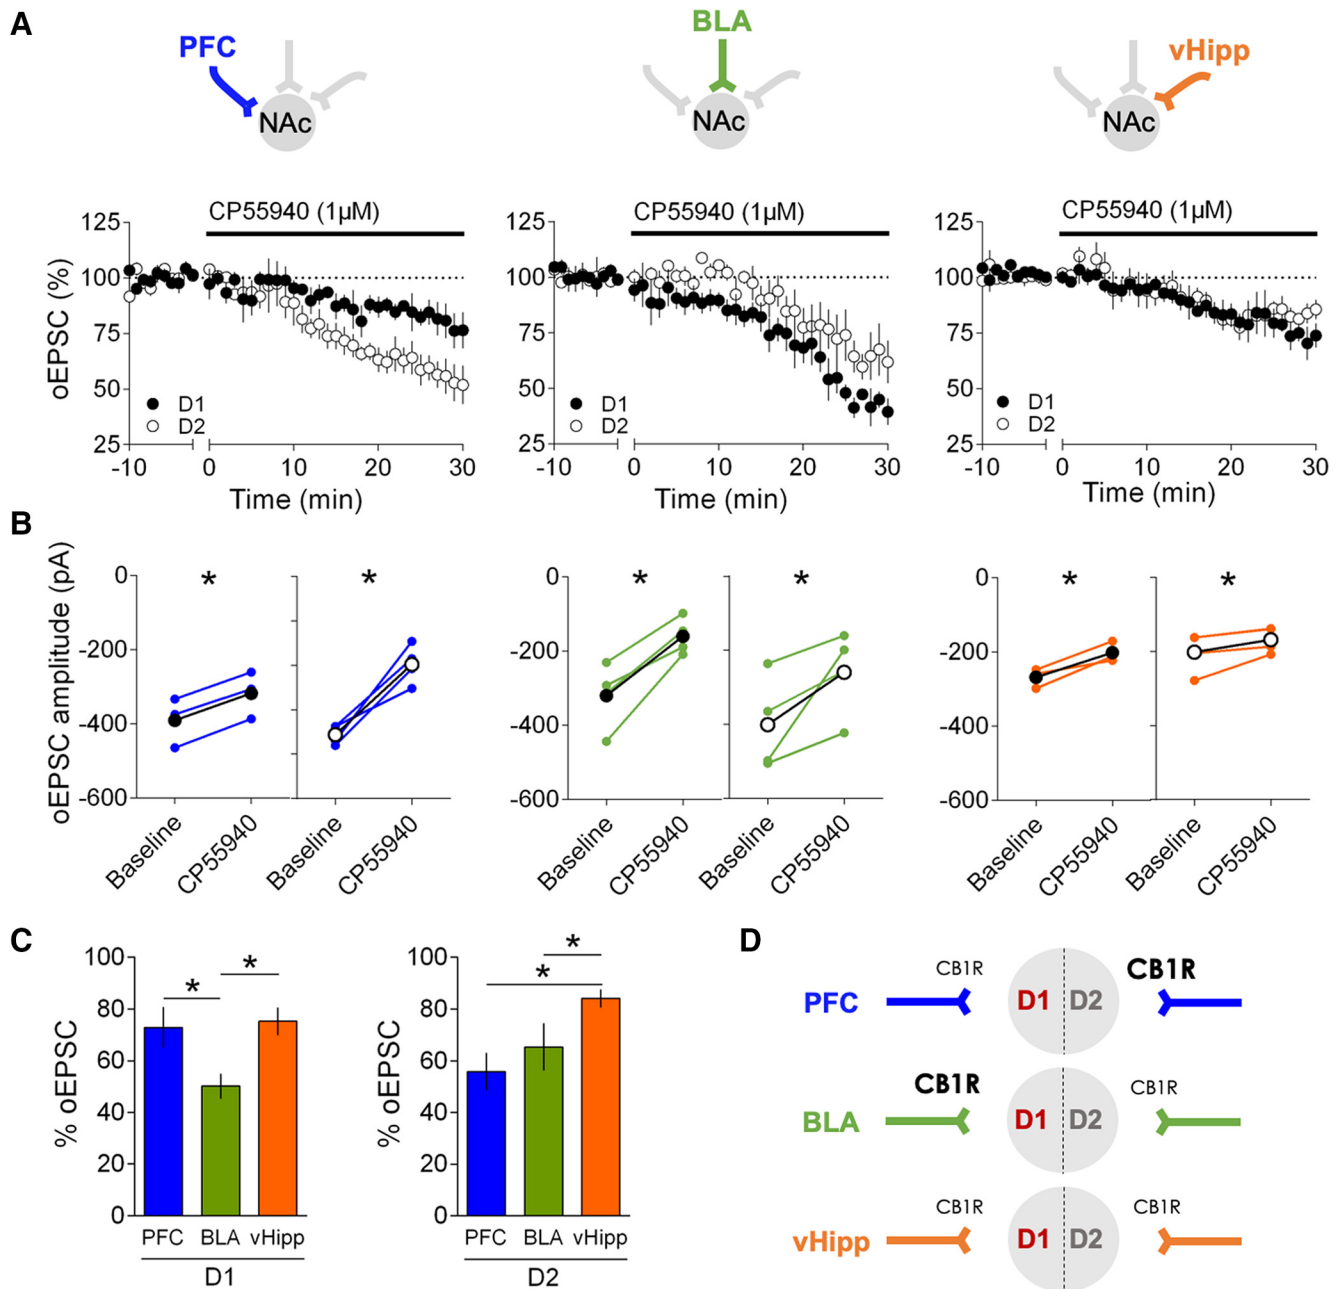 A
PFC
NAc
BLA
NAc
vHipp
NAc
CP55940 (1µM)
125
100
75
50
25
oEPSC (%)
D1
D2
-10 0 10 20 30
Time (min)
CP55940 (1µM)
125
100
75
50
25
D1
D2
-10 0 10 20 30
Time (min)
CP55940 (1µM)
125
100
75
50
25
D1
D2
-10 0 10 20 30
Time (min)
B
oEPSC amplitude (pA)
0
-200
-400
-600
* *
Baseline CP55940 Baseline CP55940
0
-200
-400
-600
* *
Baseline CP55940 Baseline CP55940
0
-200
-400
-600
* *
Baseline CP55940 Baseline CP55940
C
% oEPSC
100
80
60
40
20
0
* *
PFC BLA vHipp
D1
% oEPSC
100
80
60
40
20
0
*
*
PFC BLA vHipp
D2
D
CB1R CB1R
PFC D1 D2
CB1R CB1R
BLA D1 D2
CB1R CB1R
vHipp D1 D2